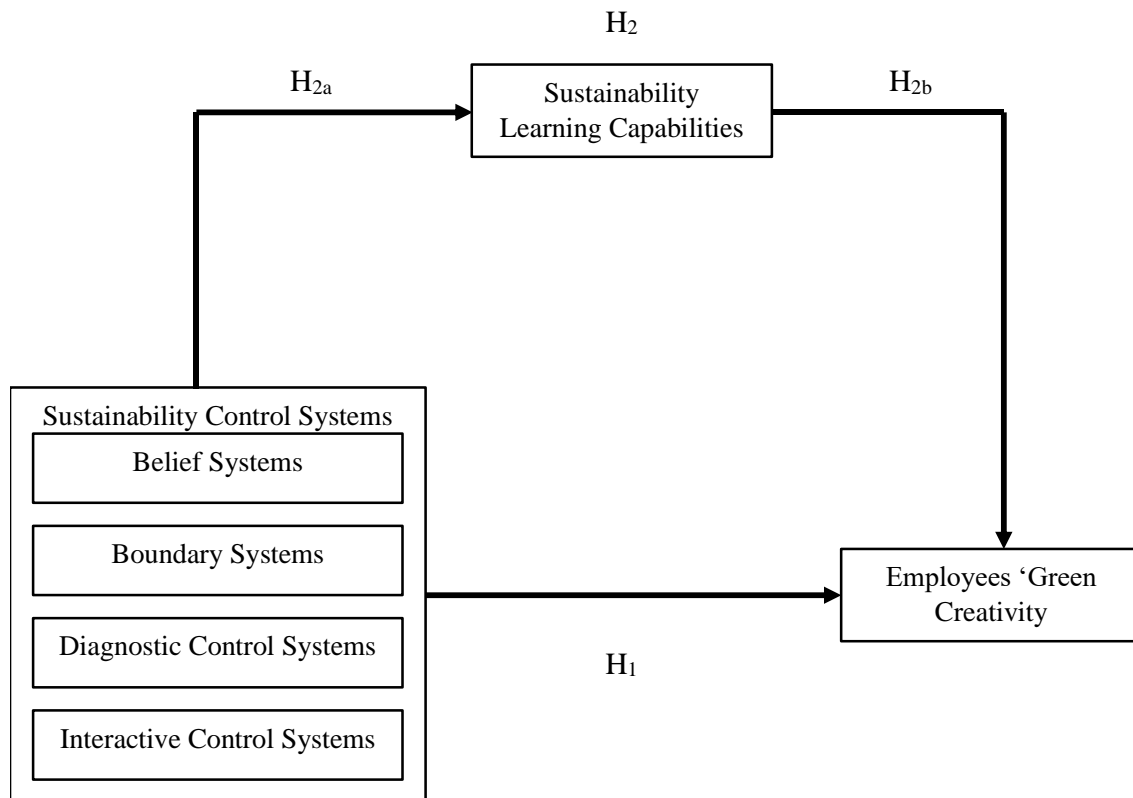 H2
H2a
Sustainability
Learning Capabilities
H2b
Sustainability Control Systems
Belief Systems
Boundary Systems
Diagnostic Control Systems
Interactive Control Systems
Employees ‘Green
Creativity
H1